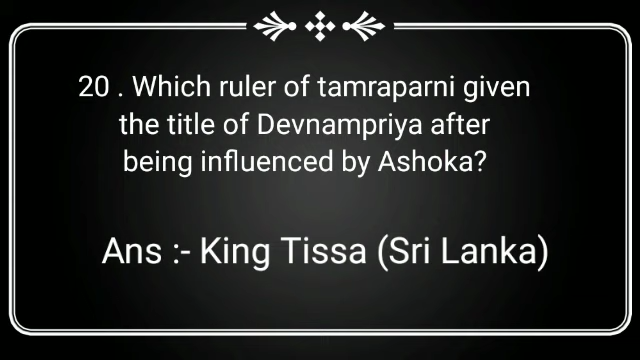 20 . Which ruler of tamraparni given
the title of Devnampriya after
being influenced by Ashoka?
Ans :- King Tissa (Sri Lanka)